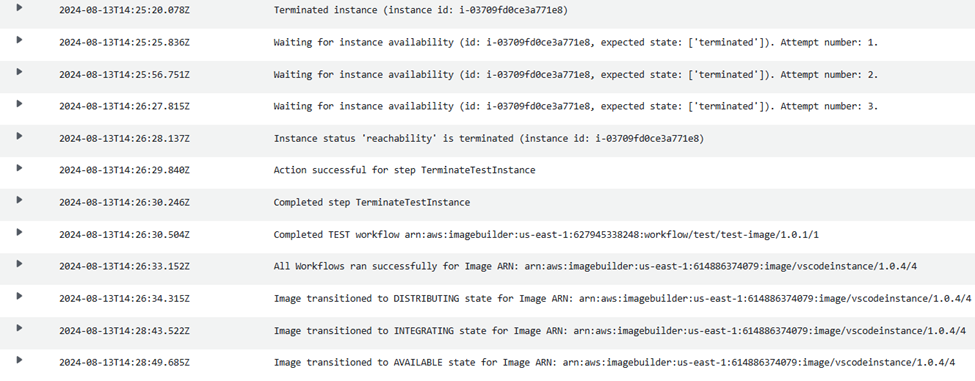 2024-08-13T14:25:20.078Z Terminated instance (instance id: i-03709fd0ce3a771e8)
2024-08-13T14:25:25.836Z Waiting for instance availability (id: i-03709fd0ce3a771e8, expected state: ['terminated']). Attempt number: 1.
2024-08-13T14:25:56.751Z Waiting for instance availability (id: i-03709fd0ce3a771e8, expected state: ['terminated']). Attempt number: 2.
2024-08-13T14:26:27.815Z Waiting for instance availability (id: i-03709fd0ce3a771e8, expected state: ['terminated']). Attempt number: 3.
2024-08-13T14:26:28.137Z Instance status 'reachability' is terminated (instance id: i-03709fd0ce3a771e8)
2024-08-13T14:26:29.840Z Action successful for step TerminateTestInstance
2024-08-13T14:26:30.246Z Completed step TerminateTestInstance
2024-08-13T14:26:30.504Z Completed TEST workflow arn:aws:imagebuilder:us-east-1:627945338248:workflow/test/test-image/1.0.1/1
2024-08-13T14:26:33.152Z All Workflows ran successfully for Image ARN: arn:aws:imagebuilder:us-east-1:614886374079:image/vscodeinstance/1.0.4/4
2024-08-13T14:26:34.315Z Image transitioned to DISTRIBUTING state for Image ARN: arn:aws:imagebuilder:us-east-1:614886374079:image/vscodeinstance/1.0.4/4
2024-08-13T14:28:43.522Z Image transitioned to INTEGRATING state for Image ARN: arn:aws:imagebuilder:us-east-1:614886374079:image/vscodeinstance/1.0.4/4
2024-08-13T14:28:49.685Z Image transitioned to AVAILABLE state for Image ARN: arn:aws:imagebuilder:us-east-1:614886374079:image/vscodeinstance/1.0.4/4